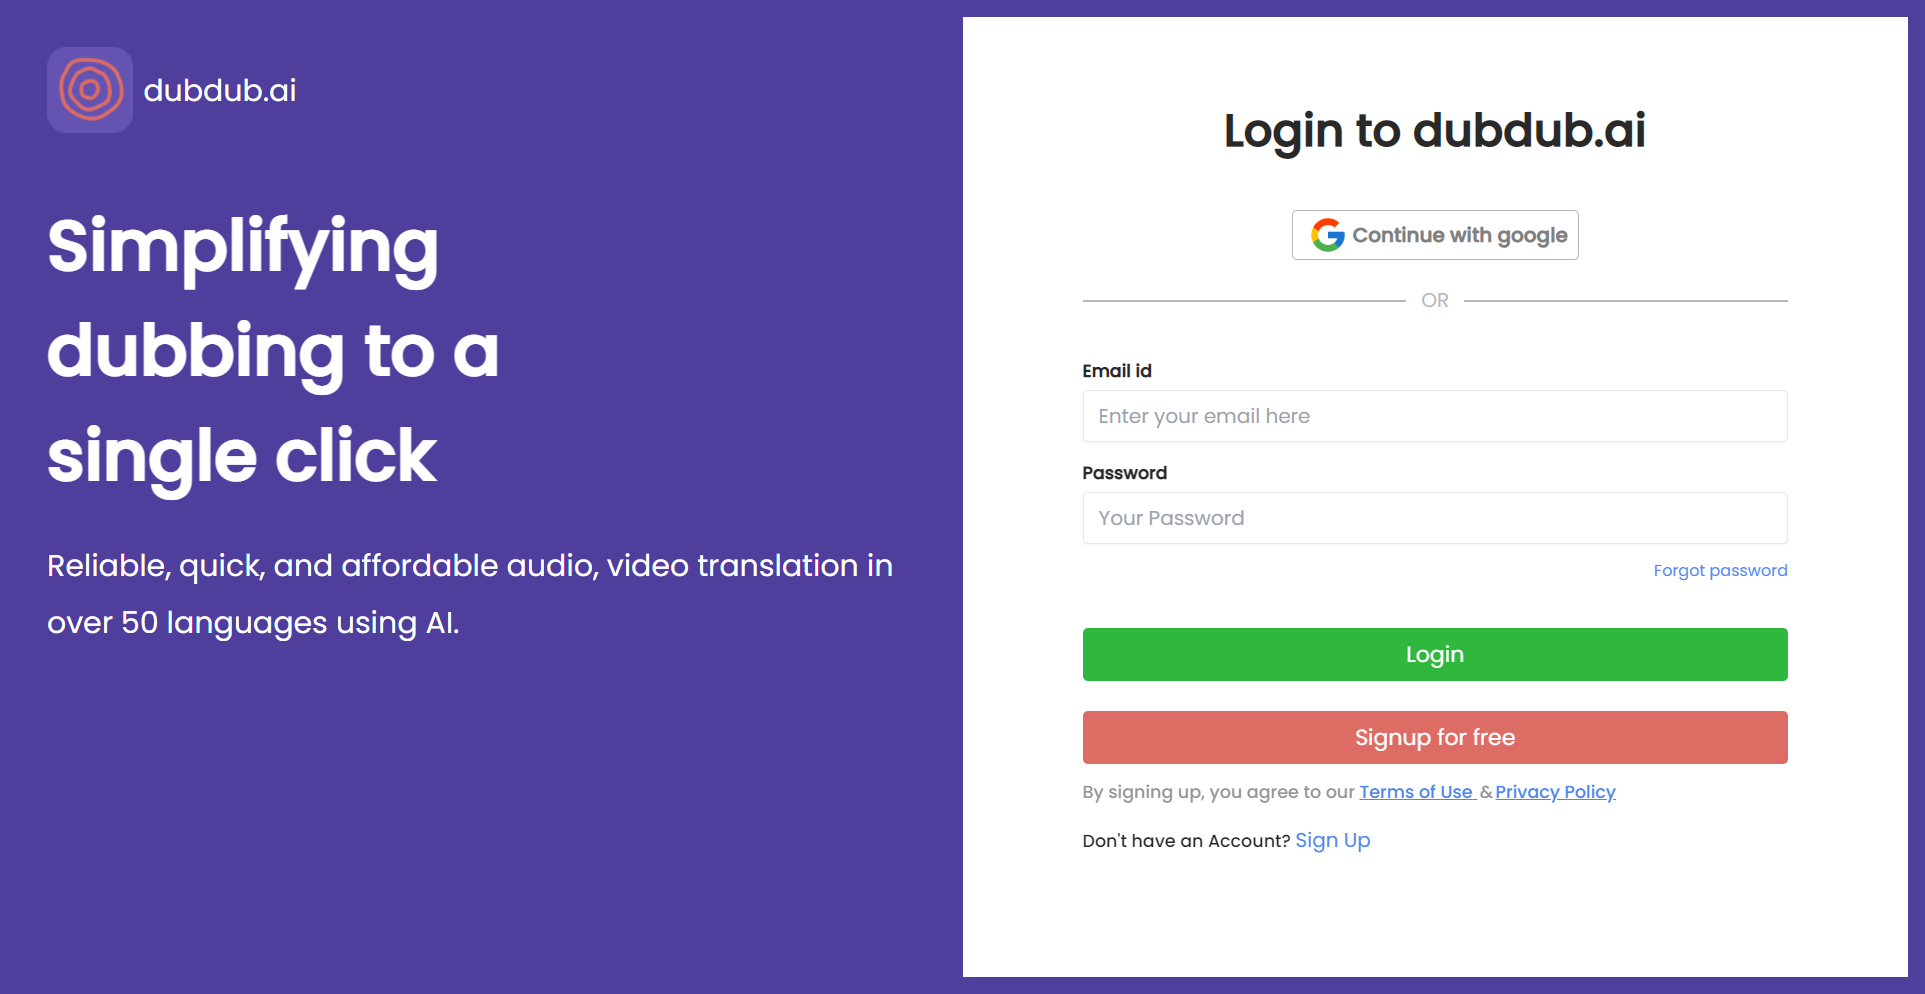 dubdub.ai
Simplifying
dubbing to a
single click
Reliable, quick, and affordable audio, video translation in
over 50 languages using AI.
Login to dubdub.ai
Continue with google
OR
Email id
Enter your email here
Password
Your Password
Forgot password
Login
Signup for free
By signing up, you agree to our Terms of Use & Privacy Policy
Don't have an Account? Sign Up